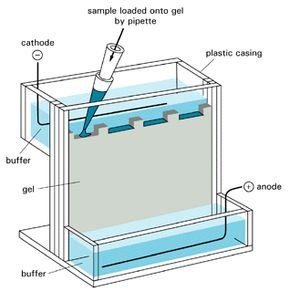 sample loaded onto gel
by pipette
cathode
−
plastic casing
buffer
gel
+ anode
buffer